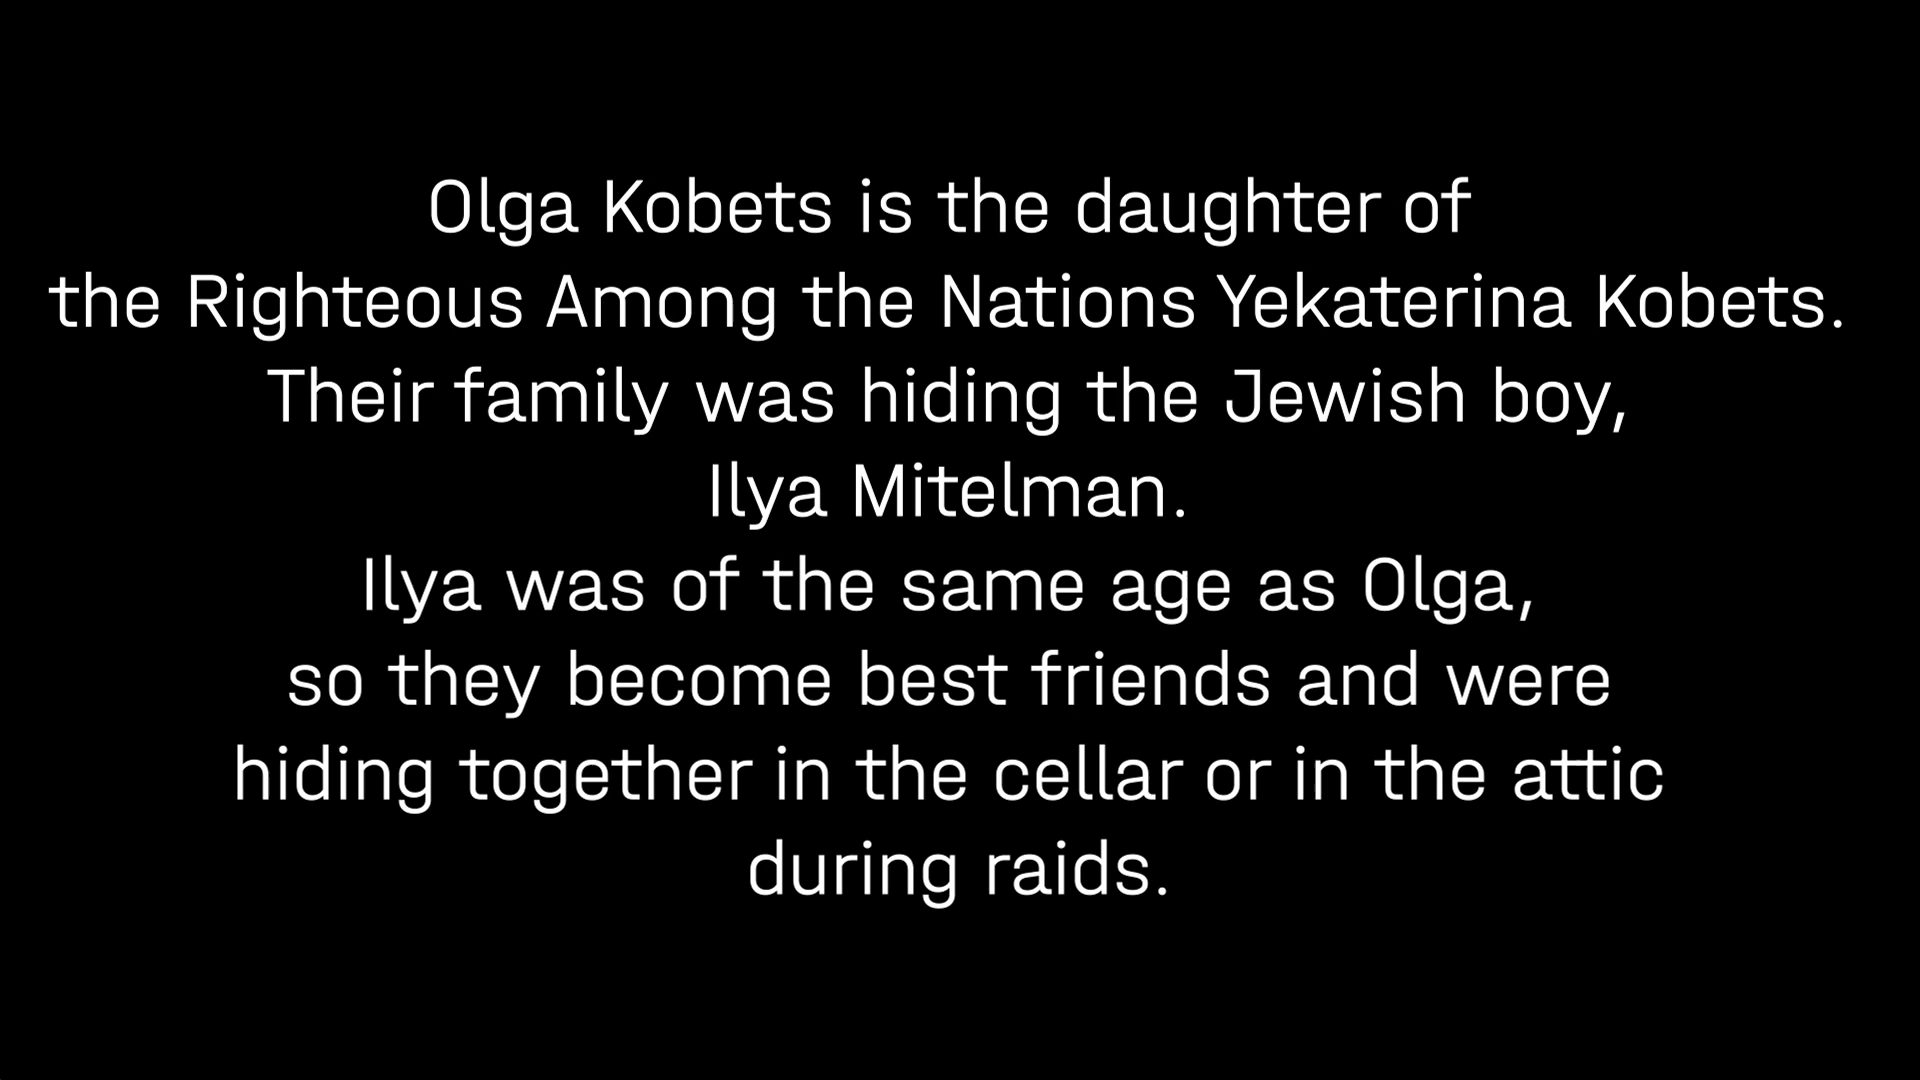 Olga Kobets is the daughter of
the Righteous Among the Nations Yekaterina Kobets.
Their family was hiding the Jewish boy,
Ilya Mitelman.
Ilya was of the same age as Olga,
so they become best friends and were
hiding together in the cellar or in the attic
during raids.